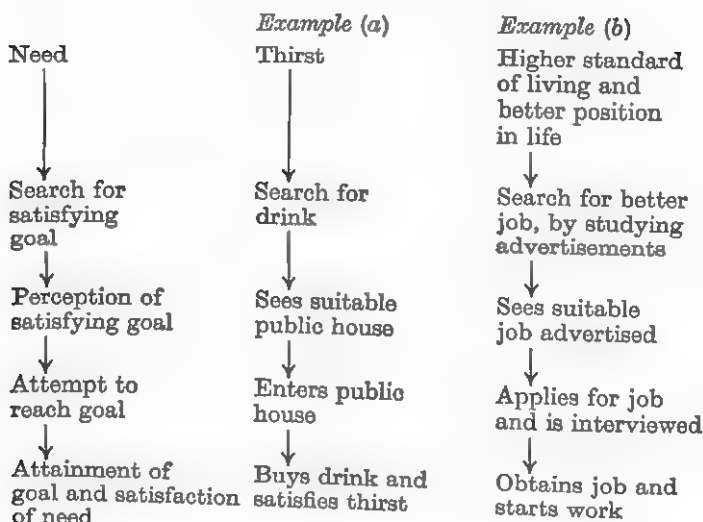 Need
Search for
satisfying
goal
Perception of
satisfying goal
Attempt to
reach goal
Attainment of
goal and satisfaction
of need
Example (a)
Thirst
Search for
drink
Sees suitable
public house
Enters public
house
Buys drink and
satisfies thirst
Example (b)
Higher standard
of living and
better position
in life
Search for better
job, by studying
advertisements
Sees suitable
job advertised
Applies for job
and is interviewed
Obtains job and
starts work